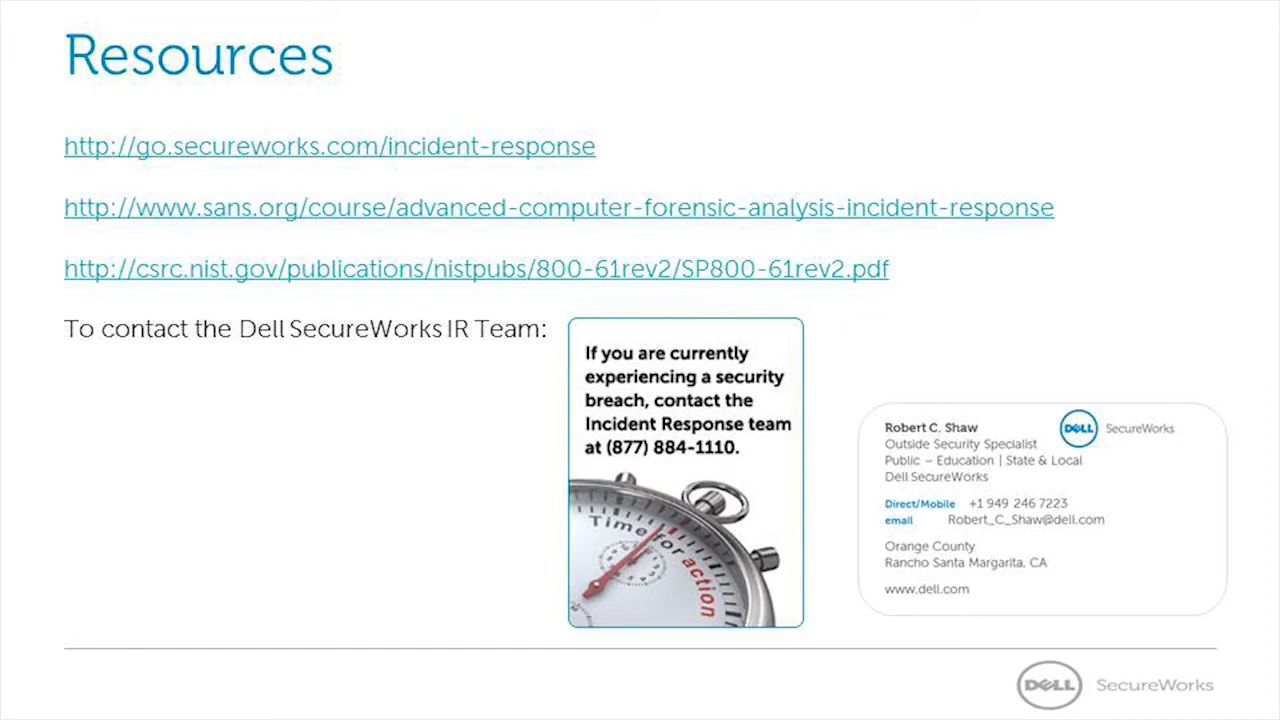 Resources
http://go.secureworks.com/incident-response
http://www.sans.org/course/advanced-computer-forensic-analysis-incident-response
http://csrc.nist.gov/publications/nistpubs/800-61rev2/SP800-61rev2.pdf
To contact the Dell SecureWorks IR Team:
If you are currently
experiencing a security
breach, contact the
Incident Response team
at (877) 884-1110.
Time for action
Robert C. Shaw
DELL SecureWorks
Outside Security Specialist
Public – Education | State & Local
Dell SecureWorks
Direct/Mobile +1 949 246 7223
email Robert_C_Shaw@dell.com
Orange County
Rancho Santa Margarita, CA
www.dell.com
DELL SecureWorks